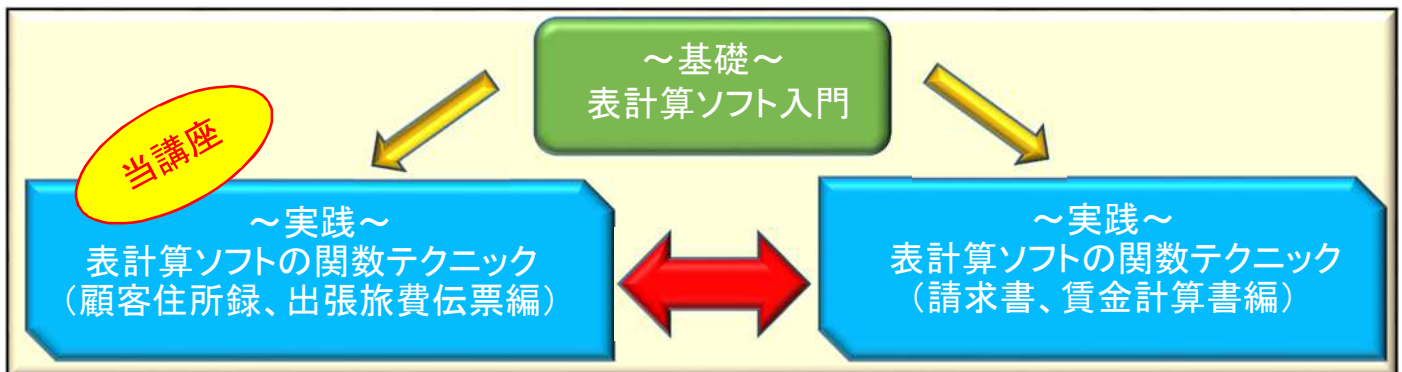 ～基礎～
表計算ソフト入門
当講座
～実践～
表計算ソフトの関数テクニック
（顧客住所録、出張旅費伝票編）
～実践～
表計算ソフトの関数テクニック
（請求書、賃金計算書編）